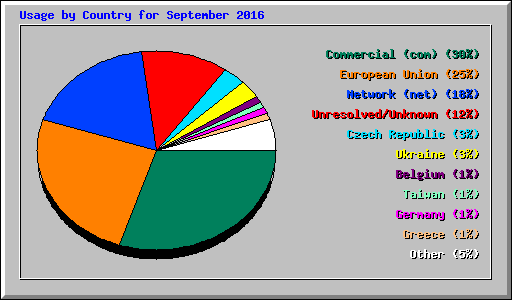 Usage by Country for September 2016
Commercial (com) (30%)
European Union (25%)
Network (net) (18%)
Unresolved/Unknown (12%)
Czech Republic (3%)
Ukraine (3%)
Belgium (1%)
Taiwan (1%)
Germany (1%)
Greece (1%)
Other (5%)